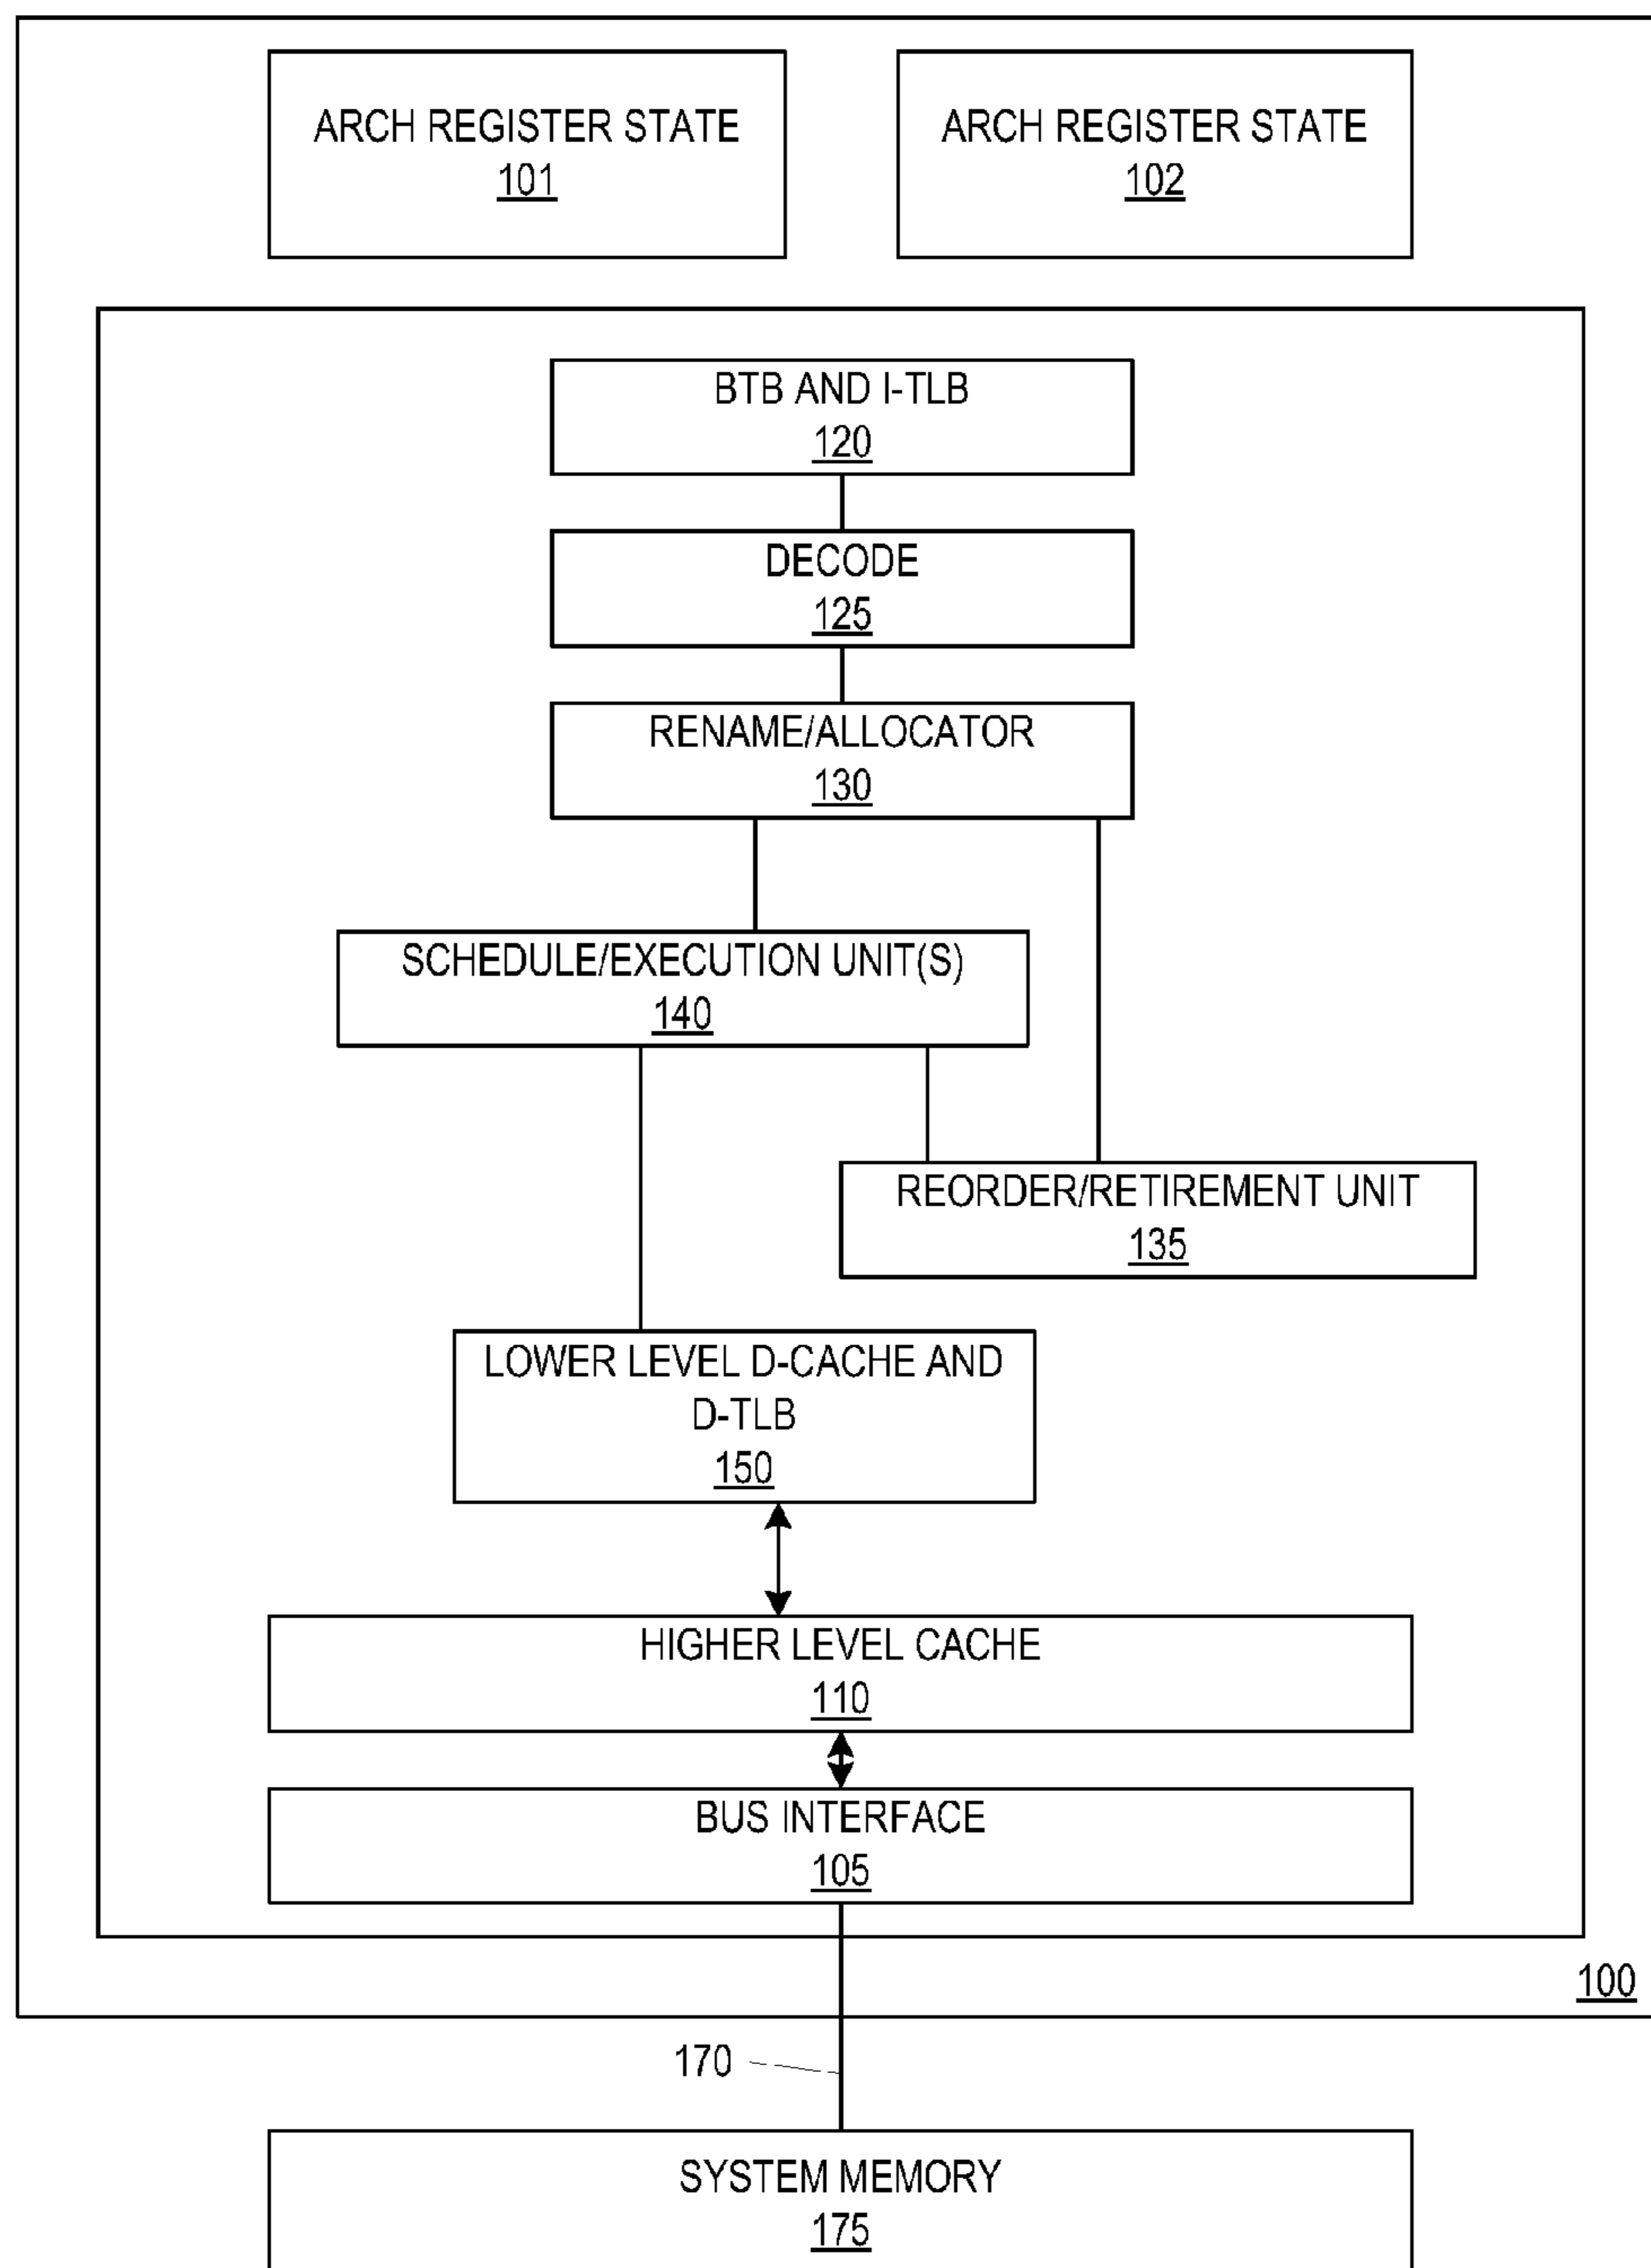 ARCH REGISTER STATE
101
ARCH REGISTER STATE
102
BTB AND I-TLB
120
DECODE
125
RENAME/ALLOCATOR
130
SCHEDULE/EXECUTION UNIT(S)
140
REORDER/RETIREMENT UNIT
135
LOWER LEVEL D-CACHE AND
D-TLB
150
HIGHER LEVEL CACHE
110
BUS INTERFACE
105
100
170
SYSTEM MEMORY
175